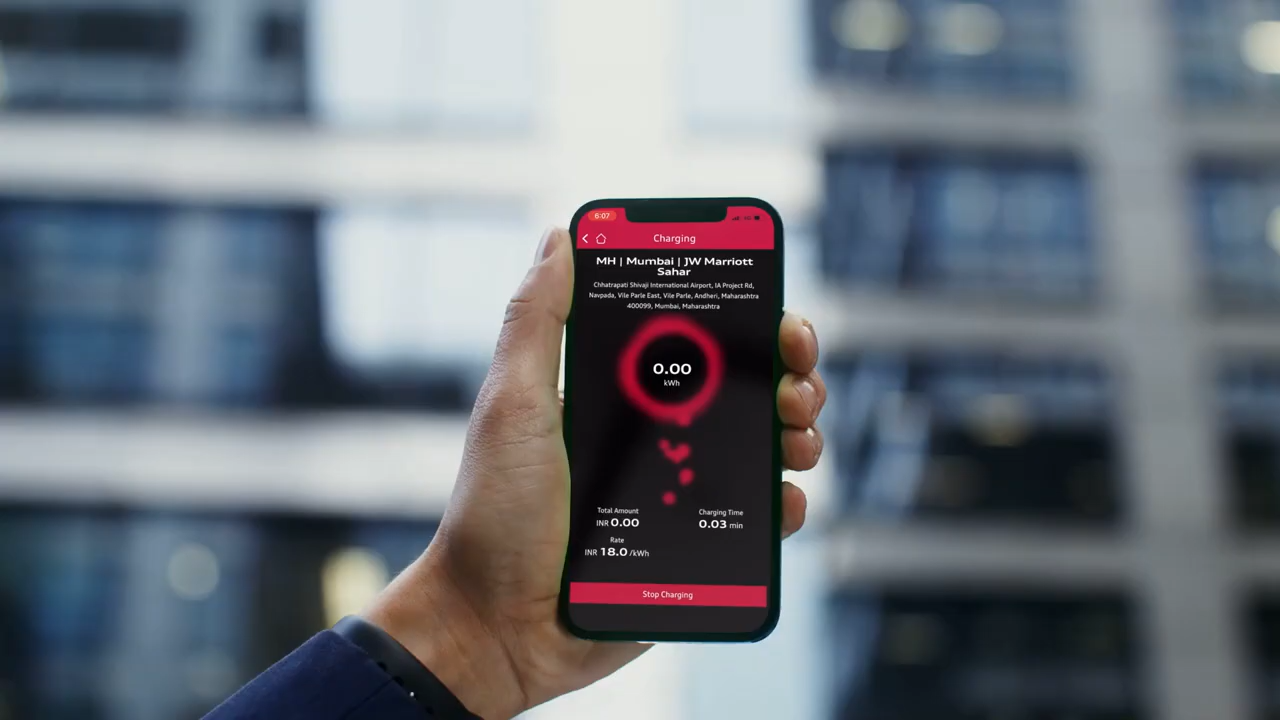 6:07
Charging
MH | Mumbai | JW Marriott
Sahar
Chhatrapati Shivaji International Airport, IA Project Rd,
Navpada, Vile Parle East, Vile Parle, Andheri, Maharashtra
400099, Mumbai, Maharashtra
0.00
kWh
Total Amount
INR 0.00
Charging Time
0.03 min
Rate
INR 18.0 /kWh
Stop Charging